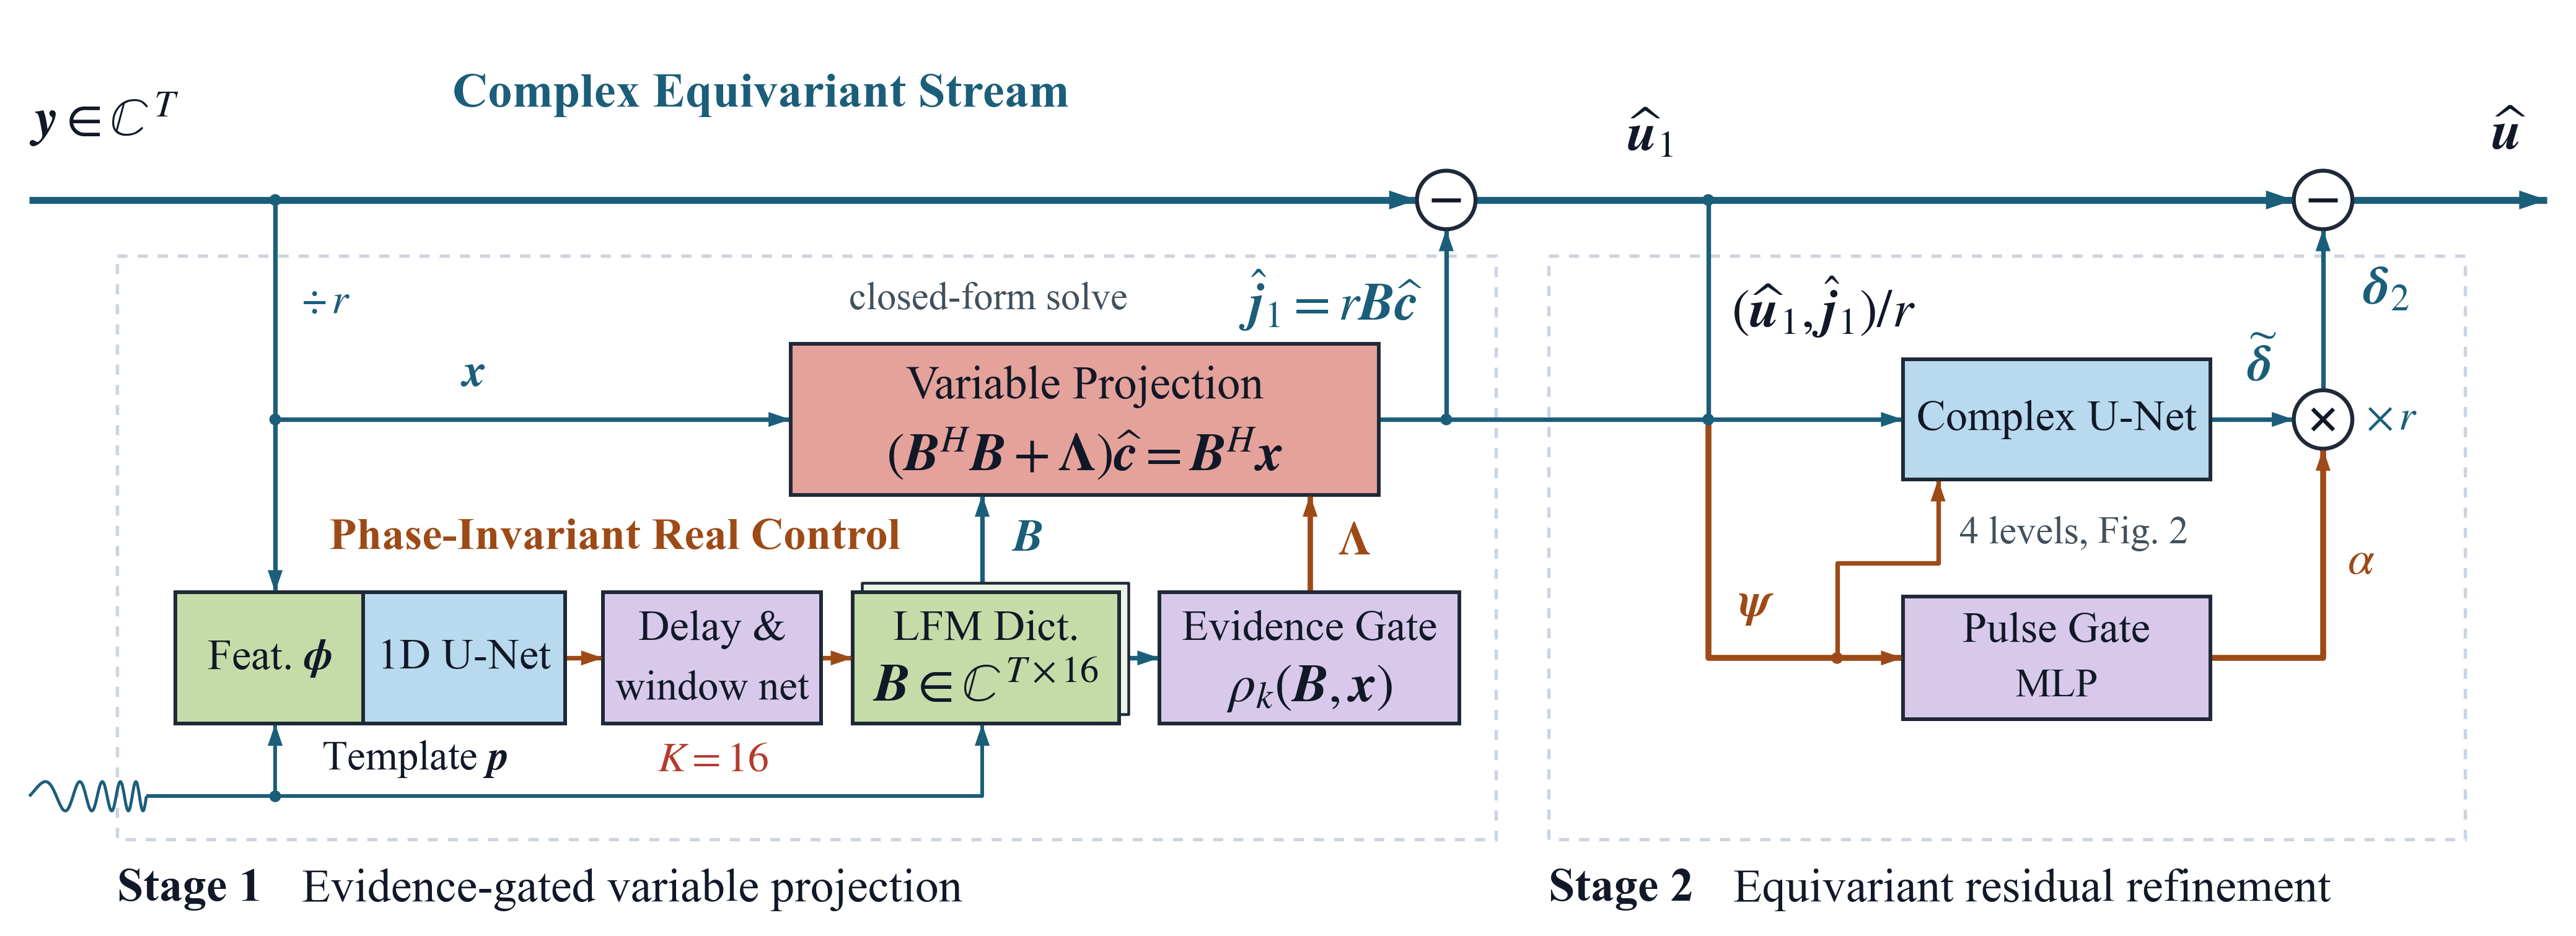 Complex Equivariant Stream
y ∈ ℂ^T
û₁
û
÷ r
closed-form solve
ĵ₁ = rBĉ
(û₁, ĵ₁)/r
δ₂
x
Variable Projection
(B^H B + Λ)ĉ = B^H x
Complex U-Net
δ̃
× r
Phase-Invariant Real Control
B
Λ
4 levels, Fig. 2
α
ψ
Feat. ϕ
1D U-Net
Delay &
window net
LFM Dict.
B ∈ ℂ^{T×16}
Evidence Gate
ρ_k(B, x)
Pulse Gate
MLP
Template p
K = 16
Stage 1 Evidence-gated variable projection
Stage 2 Equivariant residual refinement